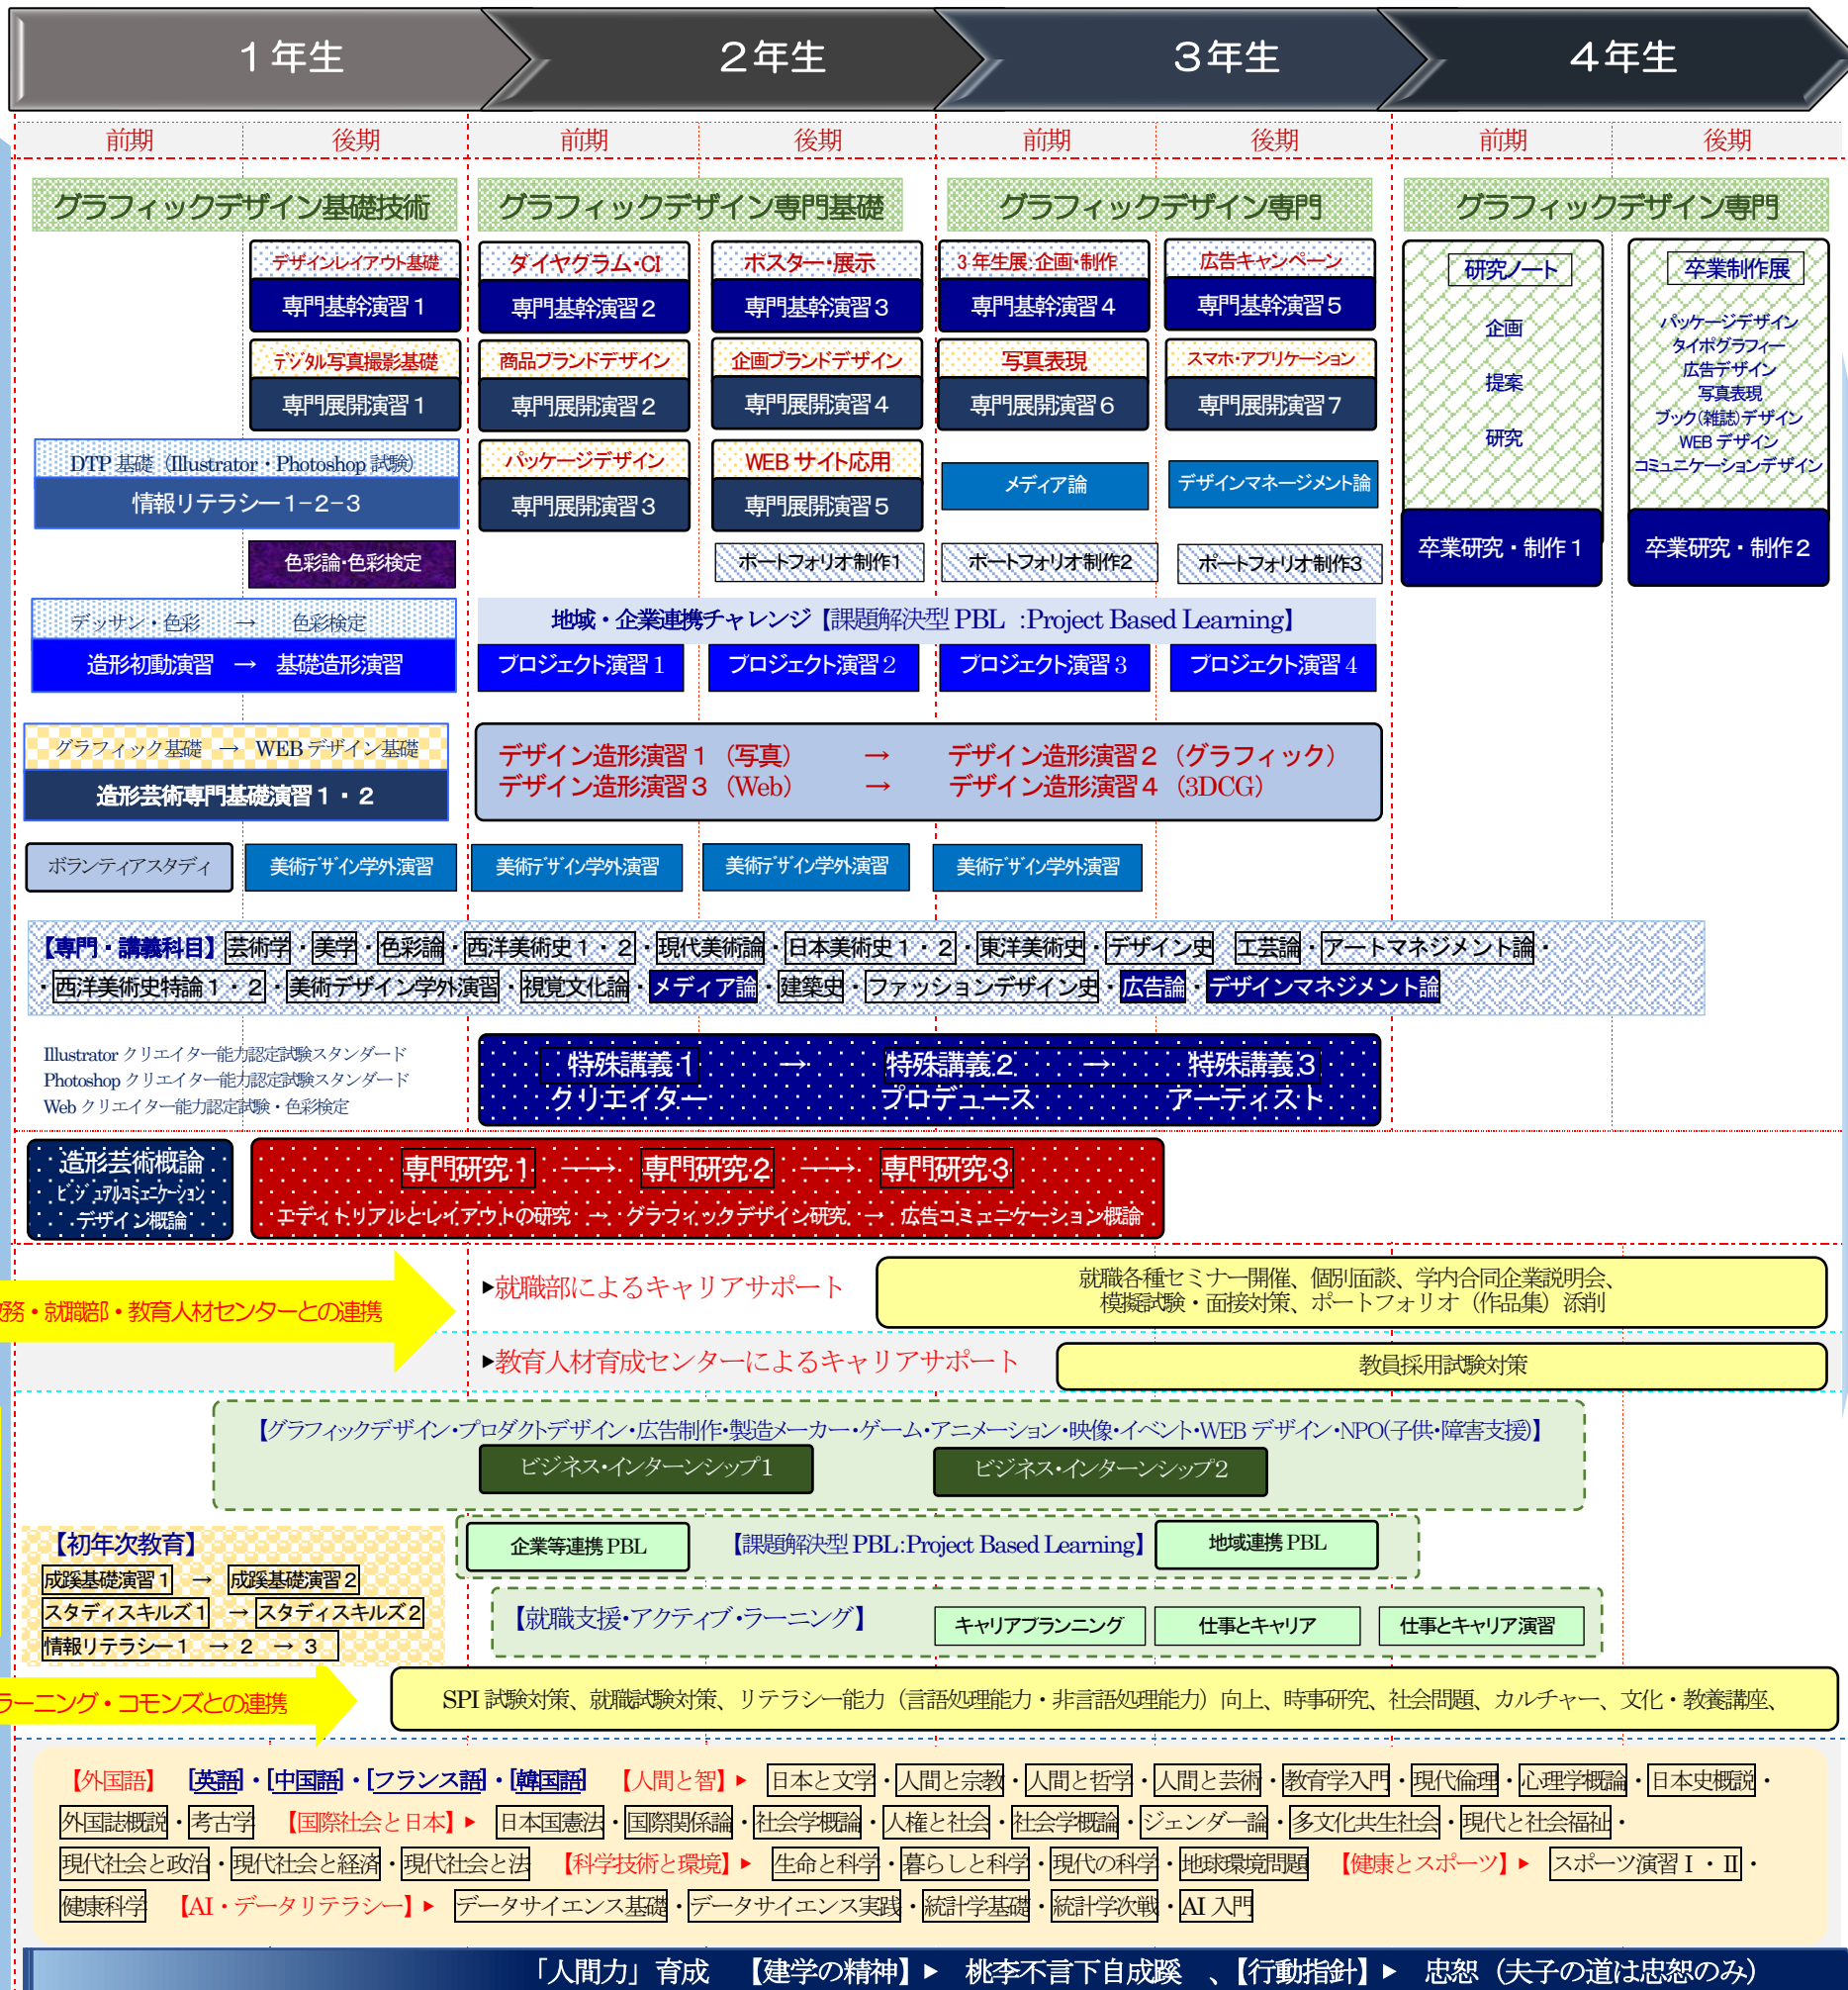 1年生 2年生 3年生 4年生
前期 後期 前期 後期 前期 後期 前期 後期
グラフィックデザイン基礎技術 グラフィックデザイン専門基礎 グラフィックデザイン専門 グラフィックデザイン専門
デザインレイアウト基礎 ダイヤグラム・CI ポスター・展示 3年生展:企画・制作 広告キャンペーン
専門基幹演習1 専門基幹演習2 専門基幹演習3 専門基幹演習4 専門基幹演習5
デジタル写真撮影基礎 商品ブランドデザイン 企画ブランドデザイン 写真表現 スマホ・アプリケーション
専門展開演習1 専門展開演習2 専門展開演習4 専門展開演習6 専門展開演習7
DTP基礎（Illustrator・Photoshop試験） パッケージデザイン WEBサイト応用
情報リテラシー1−2−3 専門展開演習3 専門展開演習5 メディア論 デザインマネージメント論
色彩論・色彩検定 ポートフォリオ制作1 ポートフォリオ制作2 ポートフォリオ制作3
研究ノート
企画
提案
研究
卒業研究・制作1
卒業制作展
パッケージデザイン
タイポグラフィー
広告デザイン
写真表現
ブック(雑誌)デザイン
WEBデザイン
コミュニケーションデザイン
卒業研究・制作2
デッサン・色彩 → 色彩検定
造形初動演習 → 基礎造形演習
地域・企業連携チャレンジ【課題解決型PBL :Project Based Learning】
プロジェクト演習1 プロジェクト演習2 プロジェクト演習3 プロジェクト演習4
グラフィック基礎 → WEBデザイン基礎
造形芸術専門基礎演習1・2
デザイン造形演習1（写真） → デザイン造形演習2（グラフィック）
デザイン造形演習3（Web） → デザイン造形演習4（3DCG）
ボランティアスタディ 美術デザイン学外演習 美術デザイン学外演習 美術デザイン学外演習 美術デザイン学外演習
【専門・講義科目】芸術学・美学・色彩論・西洋美術史1・2・現代美術論・日本美術史1・2・東洋美術史・デザイン史 工芸論・アートマネジメント論・
・西洋美術史特論1・2・美術デザイン学外演習・視覚文化論・メディア論・建築史・ファッションデザイン史・広告論・デザインマネジメント論
Illustratorクリエイター能力認定試験スタンダード
Photoshopクリエイター能力認定試験スタンダード
Webクリエイター能力認定試験・色彩検定
特殊講義1 → 特殊講義2 → 特殊講義3
クリエイター プロデュース アーティスト
造形芸術概論
ビジュアルコミュニケーション
デザイン概論
専門研究1 ⟶ 専門研究2 ⟶ 専門研究3
エディトリアルとレイアウトの研究 → グラフィックデザイン研究 → 広告コミュニケーション概論
務・就職部・教育人材センターとの連携
▶就職部によるキャリアサポート
就職各種セミナー開催、個別面談、学内合同企業説明会、
模擬試験・面接対策、ポートフォリオ（作品集）添削
▶教育人材育成センターによるキャリアサポート
教員採用試験対策
【グラフィックデザイン・プロダクトデザイン・広告制作・製造メーカー・ゲーム・アニメーション・映像・イベント・WEBデザイン・NPO(子供・障害支援)】
ビジネス・インターンシップ1 ビジネス・インターンシップ2
企業等連携PBL 【課題解決型PBL:Project Based Learning】 地域連携PBL
【初年次教育】
成蹊基礎演習1 → 成蹊基礎演習2
スタディスキルズ1 → スタディスキルズ2
情報リテラシー1 → 2 → 3
【就職支援・アクティブ・ラーニング】 キャリアプランニング 仕事とキャリア 仕事とキャリア演習
ラーニング・コモンズとの連携
SPI試験対策、就職試験対策、リテラシー能力（言語処理能力・非言語処理能力）向上、時事研究、社会問題、カルチャー、文化・教養講座、
【外国語】 [英語]・[中国語]・[フランス語]・[韓国語] 【人間と智】▶ 日本と文学・人間と宗教・人間と哲学・人間と芸術・教育学入門・現代倫理・心理学概論・日本史概説・
外国誌概説・考古学 【国際社会と日本】▶ 日本国憲法・国際関係論・社会学概論・人権と社会・社会学概論・ジェンダー論・多文化共生社会・現代と社会福祉・
現代社会と政治・現代社会と経済・現代社会と法 【科学技術と環境】▶ 生命と科学・暮らしと科学・現代の科学・地球環境問題 【健康とスポーツ】▶ スポーツ演習Ⅰ・Ⅱ・
健康科学 【AI・データリテラシー】▶ データサイエンス基礎・データサイエンス実践・統計学基礎・統計学次戦・AI入門
「人間力」育成 【建学の精神】▶ 桃李不言下自成蹊 、【行動指針】▶ 忠恕（夫子の道は忠恕のみ）